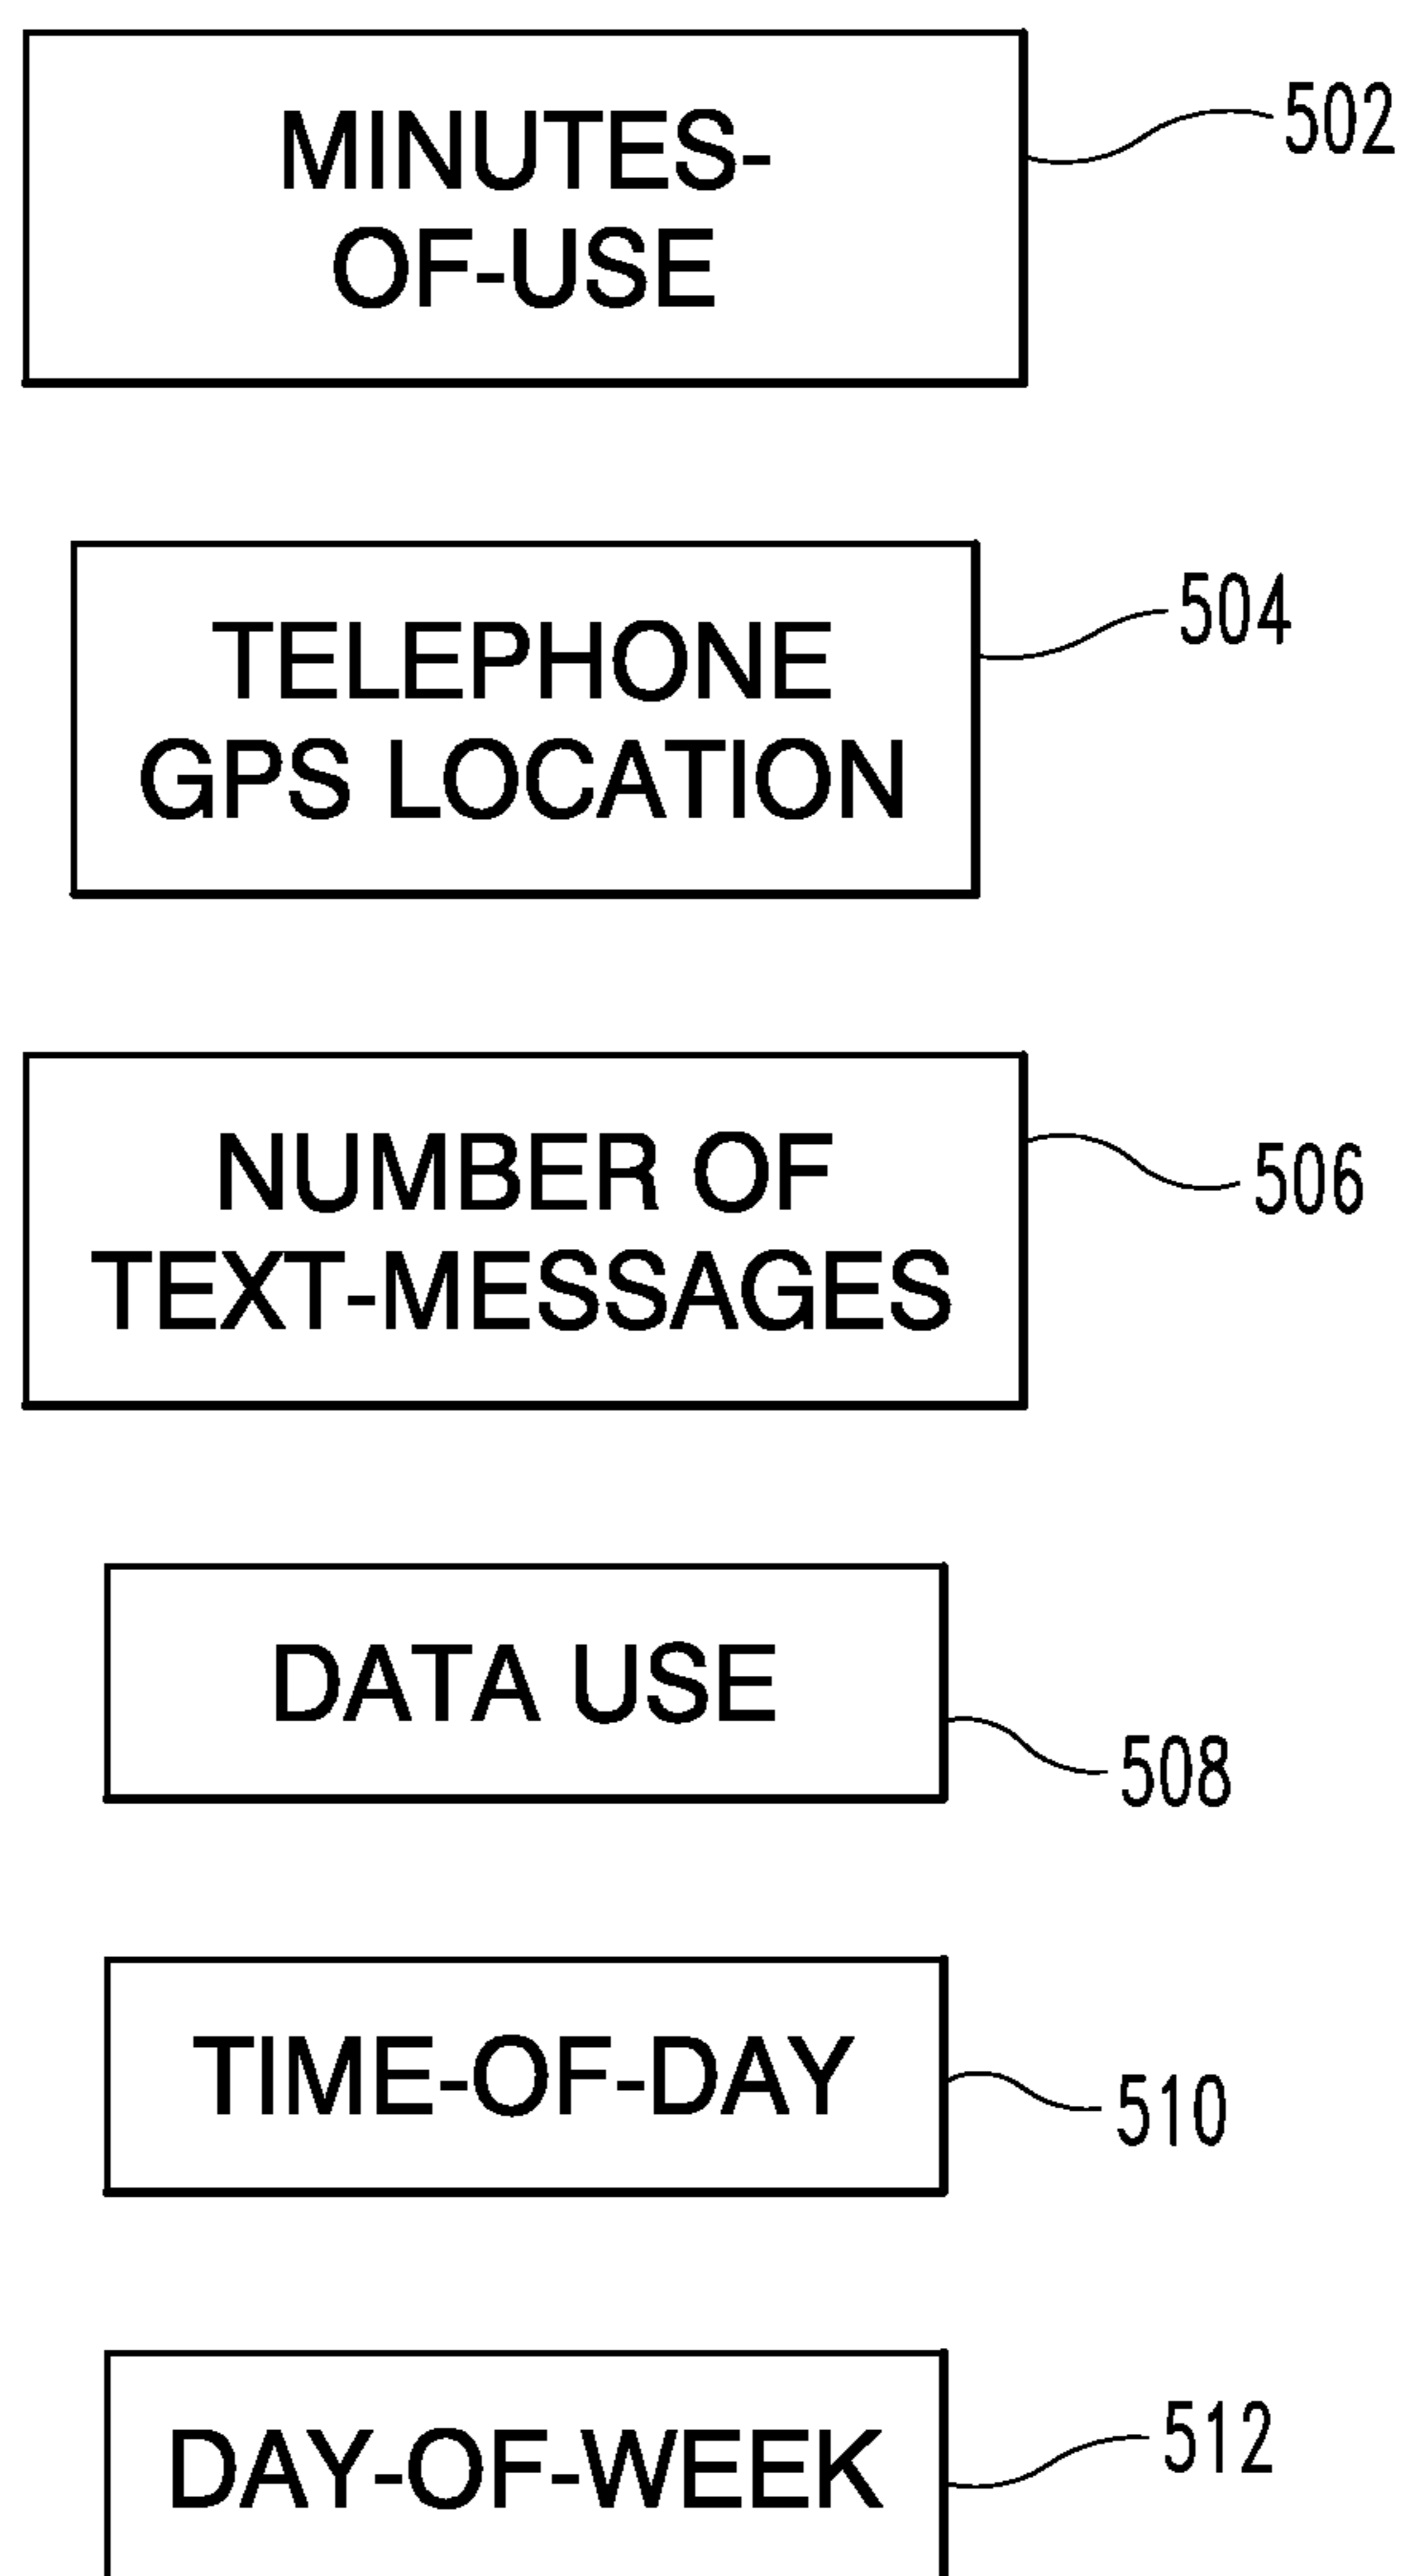 MINUTES-
OF-USE
502
TELEPHONE
GPS LOCATION
504
NUMBER OF
TEXT-MESSAGES
506
DATA USE
508
TIME-OF-DAY
510
DAY-OF-WEEK
512